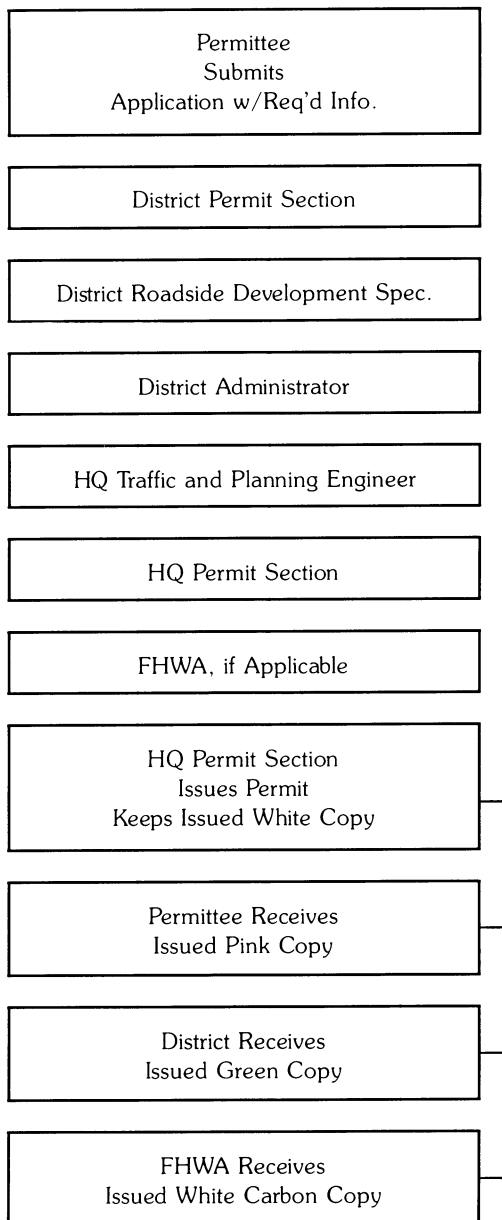 Permittee
Submits
Application w/Req'd Info.
District Permit Section
District Roadside Development Spec.
District Administrator
HQ Traffic and Planning Engineer
HQ Permit Section
FHWA, if Applicable
HQ Permit Section
Issues Permit
Keeps Issued White Copy
Permittee Receives
Issued Pink Copy
District Receives
Issued Green Copy
FHWA Receives
Issued White Carbon Copy